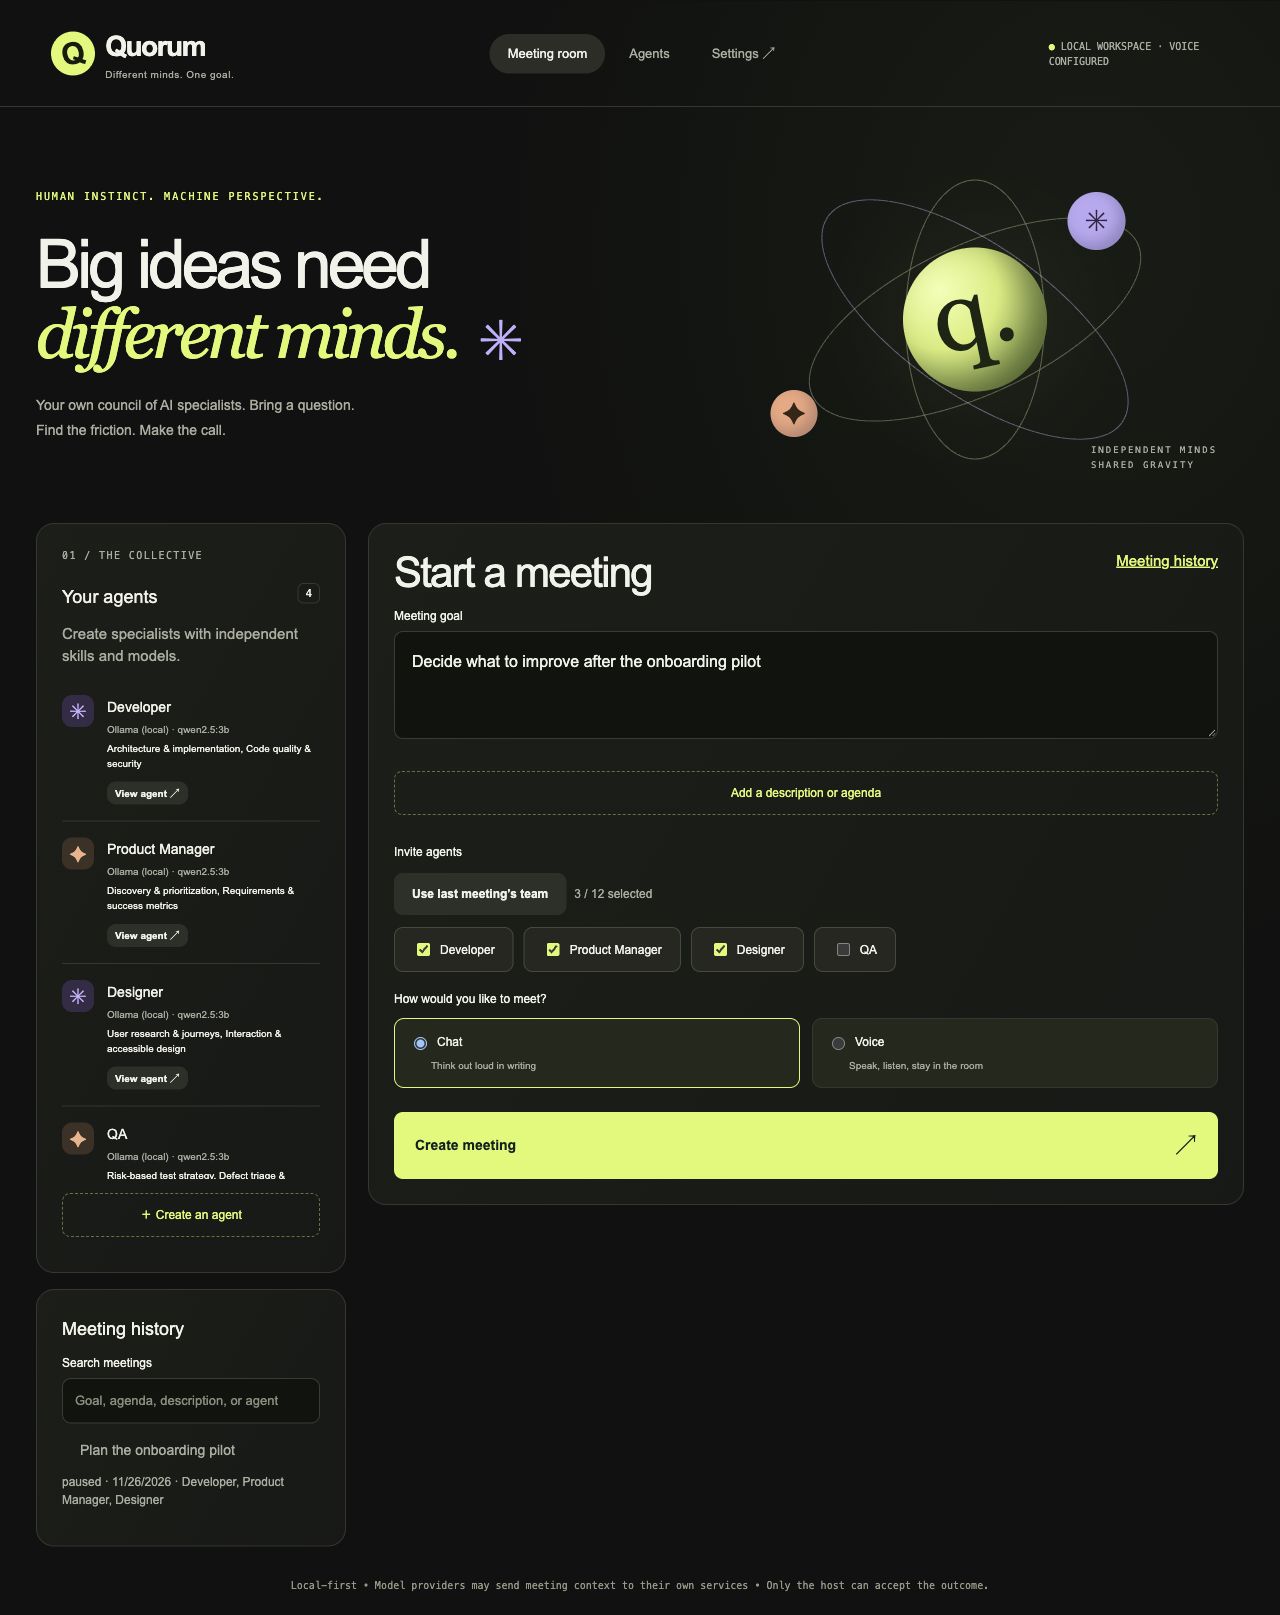 Q Quorum
Different minds. One goal.
Meeting room
Agents
Settings ↗
● LOCAL WORKSPACE · VOICE
CONFIGURED
HUMAN INSTINCT. MACHINE PERSPECTIVE.
Big ideas need
different minds.
Your own council of AI specialists. Bring a question.
Find the friction. Make the call.
q.
INDEPENDENT MINDS
SHARED GRAVITY
01 / THE COLLECTIVE
Your agents
4
Create specialists with independent
skills and models.
Developer
Ollama (local) · qwen2.5:3b
Architecture & implementation, Code quality &
security
View agent ↗
Product Manager
Ollama (local) · qwen2.5:3b
Discovery & prioritization, Requirements &
success metrics
View agent ↗
Designer
Ollama (local) · qwen2.5:3b
User research & journeys, Interaction &
accessible design
View agent ↗
QA
Ollama (local) · qwen2.5:3b
Risk-based test strategy, Defect triage &
+ Create an agent
Meeting history
Search meetings
Goal, agenda, description, or agent
Plan the onboarding pilot
paused · 11/26/2026 · Developer, Product
Manager, Designer
Start a meeting
Meeting history
Meeting goal
Decide what to improve after the onboarding pilot
Add a description or agenda
Invite agents
Use last meeting's team
3 / 12 selected
Developer
Product Manager
Designer
QA
How would you like to meet?
Chat
Think out loud in writing
Voice
Speak, listen, stay in the room
Create meeting ↗
Local-first • Model providers may send meeting context to their own services • Only the host can accept the outcome.